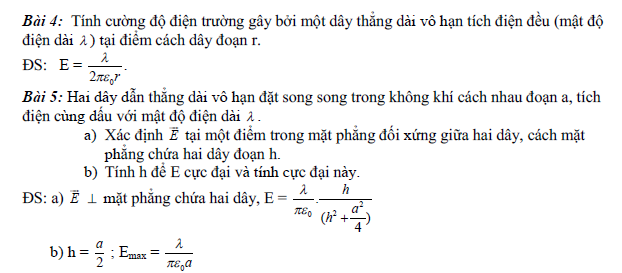 Bài 4: Tính cường độ điện trường gây bởi một dây thẳng dài vô hạn tích điện đều (mật độ
điện dài λ) tại điểm cách dây đoạn r.
ĐS: E = λ/(2πε₀r).
Bài 5: Hai dây dẫn thẳng dài vô hạn đặt song song trong không khí cách nhau đoạn a, tích
điện cùng dấu với mật độ điện dài λ.
a) Xác định E⃗ tại một điểm trong mặt phẳng đối xứng giữa hai dây, cách mặt
phẳng chứa hai dây đoạn h.
b) Tính h để E cực đại và tính cực đại này.
ĐS: a) E⃗ ⊥ mặt phẳng chứa hai dây, E = λ/(πε₀) . h/(h² + a²/4)
b) h = a/2 ; Emax = λ/(πε₀a)